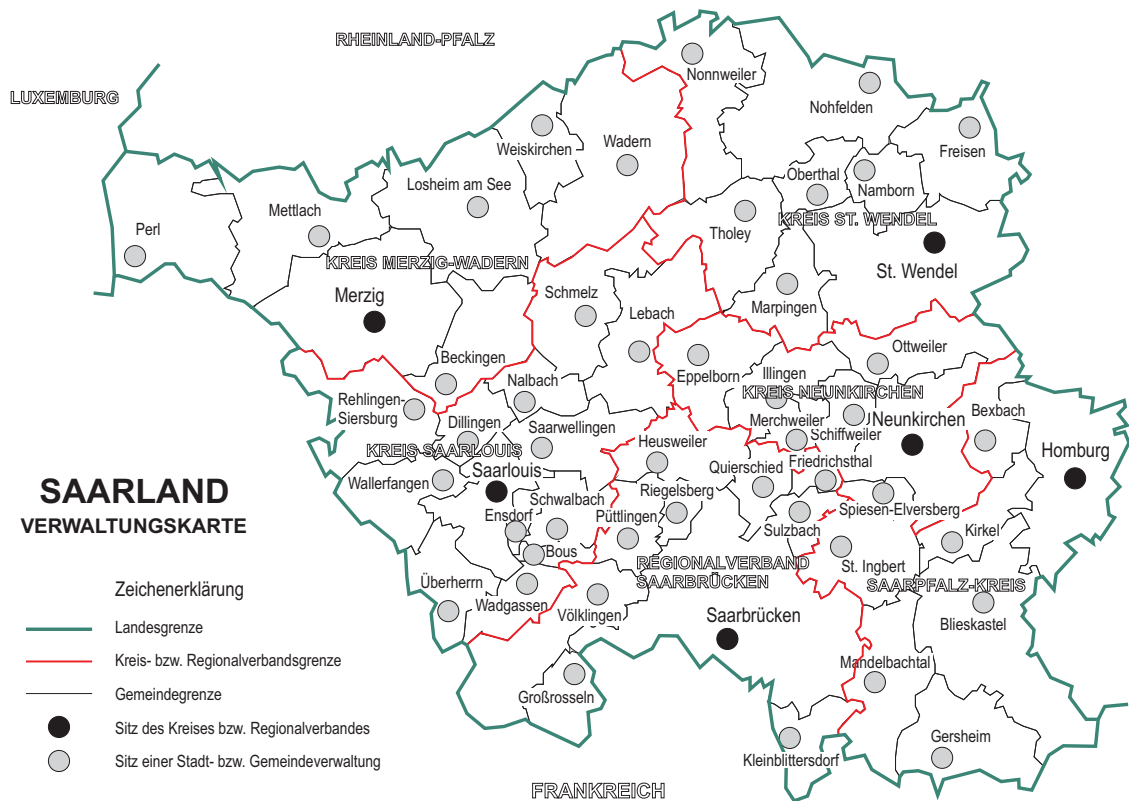 RHEINLAND-PFALZ
LUXEMBURG
Nonnweiler
Nohfelden
Freisen
Weiskirchen
Wadern
Oberthal
Namborn
Losheim am See
Mettlach
Perl
Tholey
KREIS ST. WENDEL
St. Wendel
KREIS MERZIG-WADERN
Merzig
Schmelz
Marpingen
Lebach
Beckingen
Eppelborn
Illingen
Ottweiler
Nalbach
KREIS NEUNKIRCHEN
Rehlingen-
Siersburg
Dillingen
Saarwellingen
Heusweiler
Merchweiler
Schiffweiler
Neunkirchen
Bexbach
KREIS SAARLOUIS
Homburg
Saarlouis
Wallerfangen
Quierschied
Friedrichsthal
Riegelsberg
Schwalbach
Spiesen-Elversberg
Ensdorf
Püttlingen
Sulzbach
Kirkel
Bous
St. Ingbert
REGIONALVERBAND
SAARBRÜCKEN
SAARPFALZ-KREIS
Überherrn
Wadgassen
Völklingen
Saarbrücken
Blieskastel
Mandelbachtal
Großrosseln
Gersheim
Kleinblittersdorf
FRANKREICH
SAARLAND
VERWALTUNGSKARTE
Zeichenerklärung
Landesgrenze
Kreis- bzw. Regionalverbandsgrenze
Gemeindegrenze
Sitz des Kreises bzw. Regionalverbandes
Sitz einer Stadt- bzw. Gemeindeverwaltung